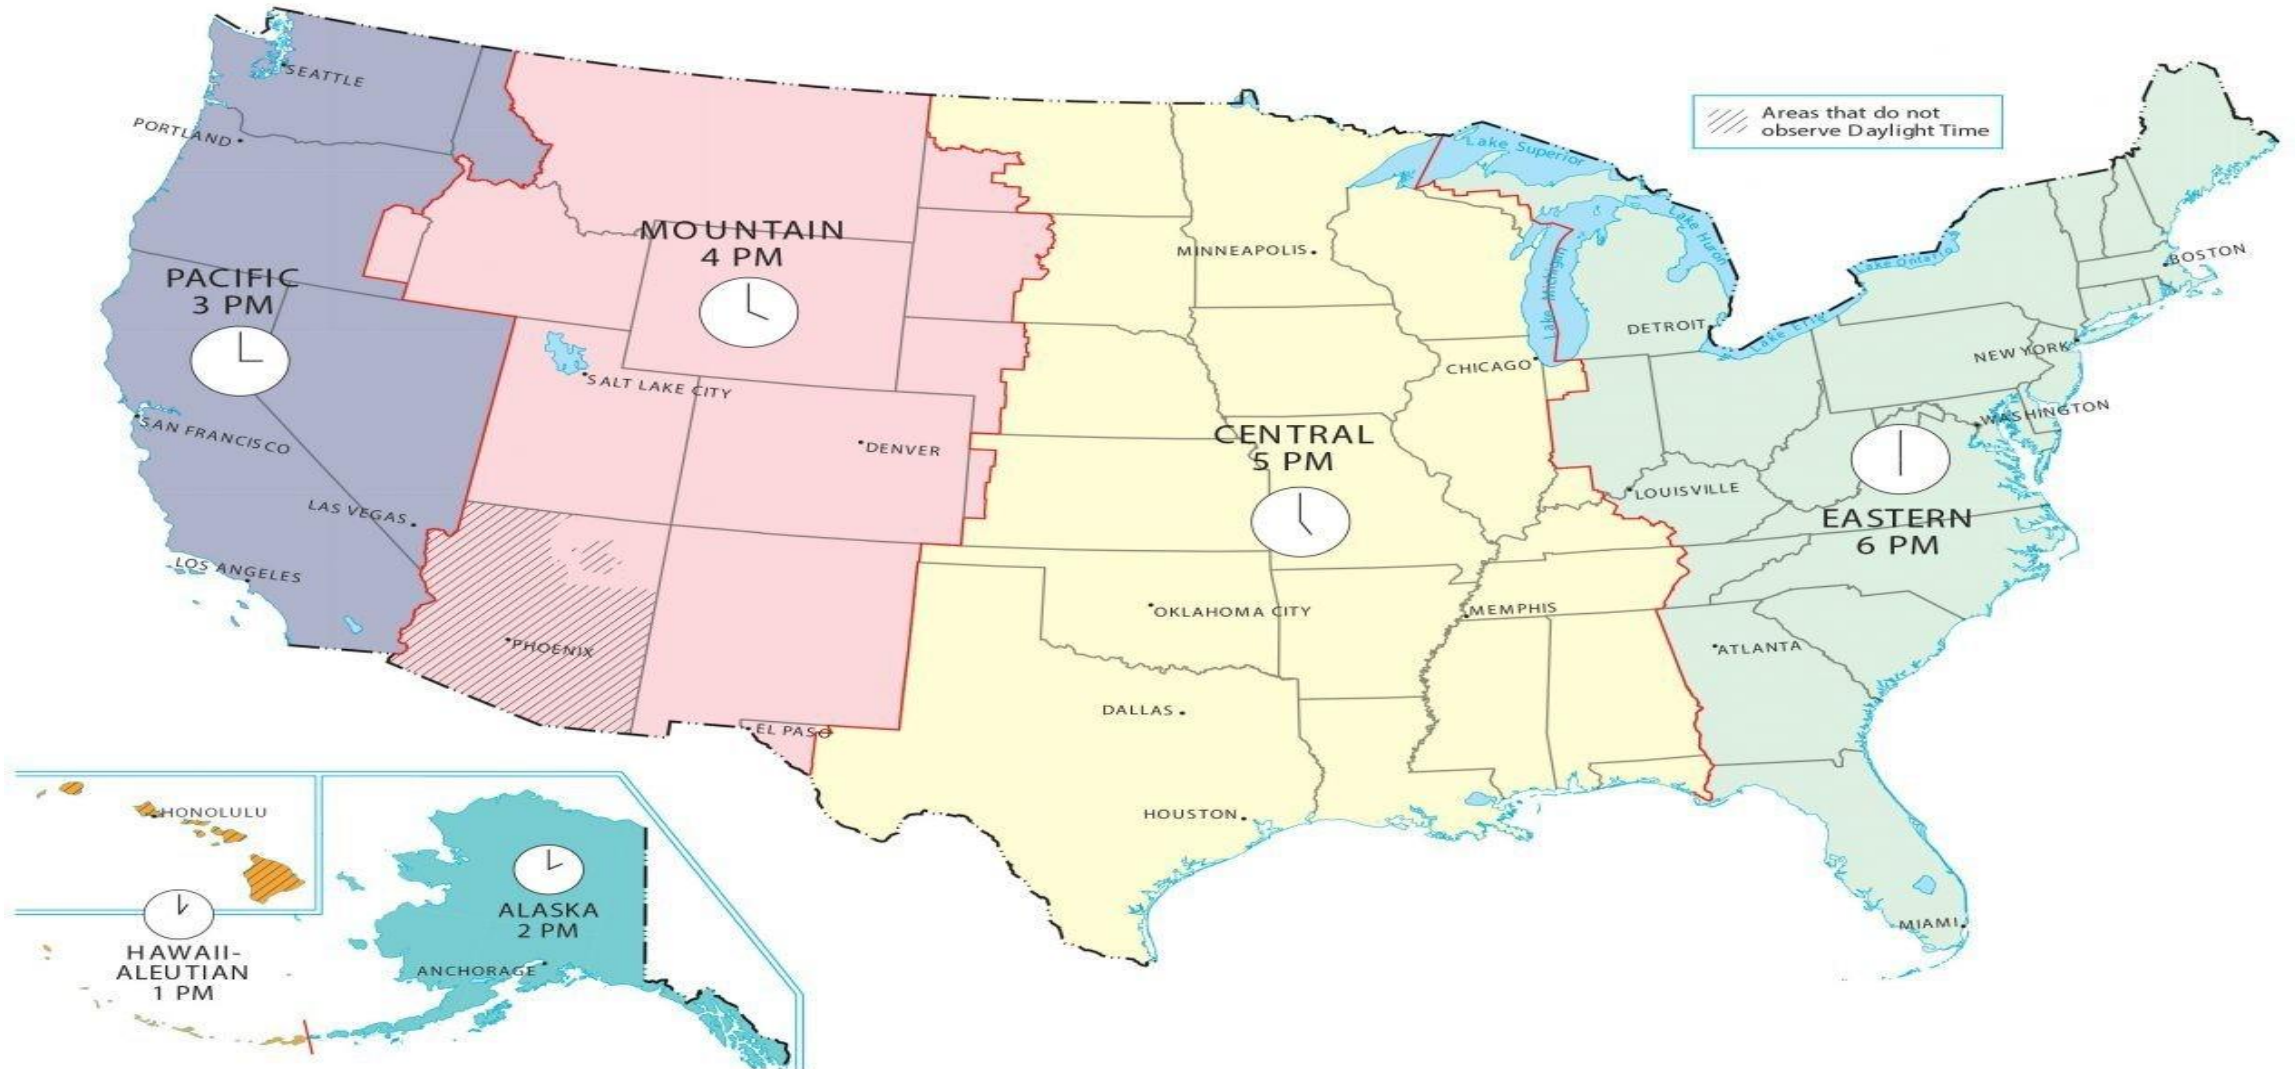 SEATTLE
PORTLAND
Areas that do not
observe Daylight Time
Lake Superior
Lake Huron
MOUNTAIN
4 PM
PACIFIC
3 PM
MINNEAPOLIS
BOSTON
Lake Ontario
Lake Michigan
DETROIT
Lake Erie
NEW YORK
CHICAGO
SALT LAKE CITY
WASHINGTON
SAN FRANCISCO
DENVER
CENTRAL
5 PM
LOUISVILLE
LAS VEGAS
EASTERN
6 PM
LOS ANGELES
OKLAHOMA CITY
MEMPHIS
PHOENIX
ATLANTA
DALLAS
EL PASO
HONOLULU
HOUSTON
ALASKA
2 PM
MIAMI
HAWAII-
ALEUTIAN
1 PM
ANCHORAGE